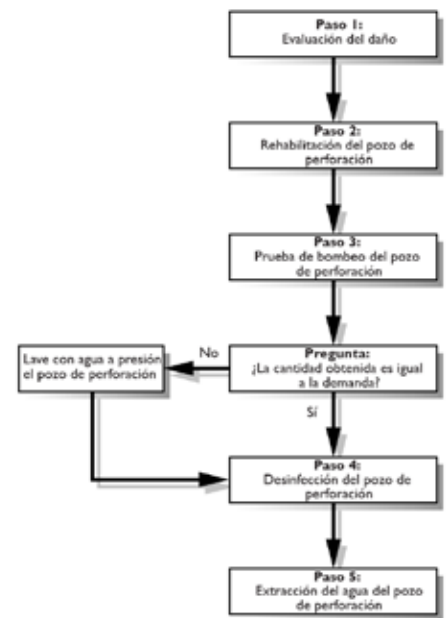 Paso 1:
Evaluación del daño
Paso 2:
Rehabilitación del pozo de
perforación
Paso 3:
Prueba de bombeo del pozo
de perforación
Pregunta:
¿La cantidad obtenida es igual
a la demanda?
No
Lave con agua a presión
el pozo de perforación
Sí
Paso 4:
Desinfección del pozo de
perforación
Paso 5:
Extracción del agua del pozo
de perforación